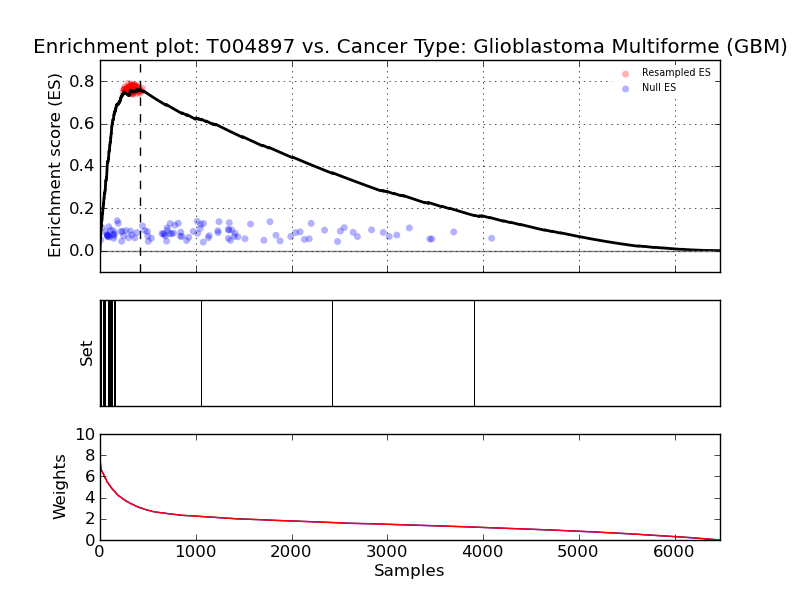 Enrichment plot: T004897 vs. Cancer Type: Glioblastoma Multiforme (GBM)
Resampled ES
Null ES
Enrichment score (ES)
0.8
0.6
0.4
0.2
0.0
Set
Weights
10
8
6
4
2
0
0 1000 2000 3000 4000 5000 6000
Samples